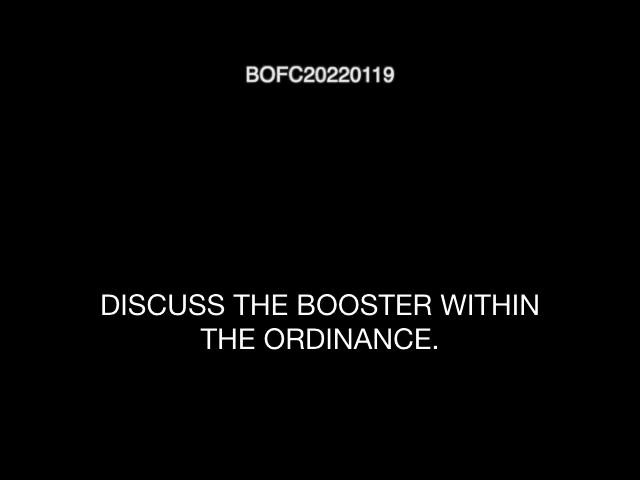 BOFC20220119
DISCUSS THE BOOSTER WITHIN
THE ORDINANCE.